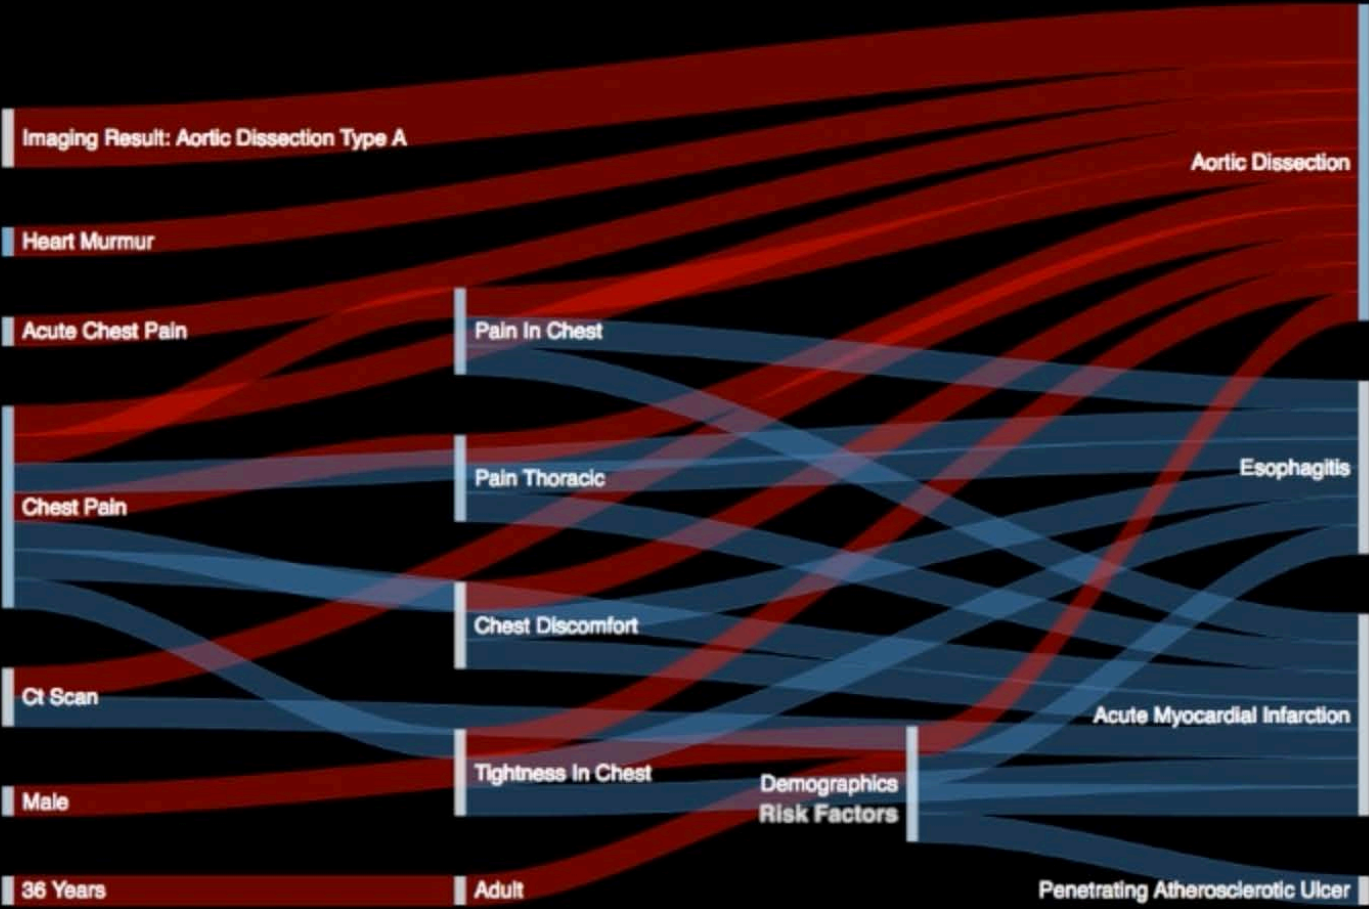 Imaging Result: Aortic Dissection Type A
Heart Murmur
Acute Chest Pain
Chest Pain
Ct Scan
Male
36 Years
Pain In Chest
Pain Thoracic
Chest Discomfort
Tightness In Chest
Adult
Demographics
Risk Factors
Aortic Dissection
Esophagitis
Acute Myocardial Infarction
Penetrating Atherosclerotic Ulcer